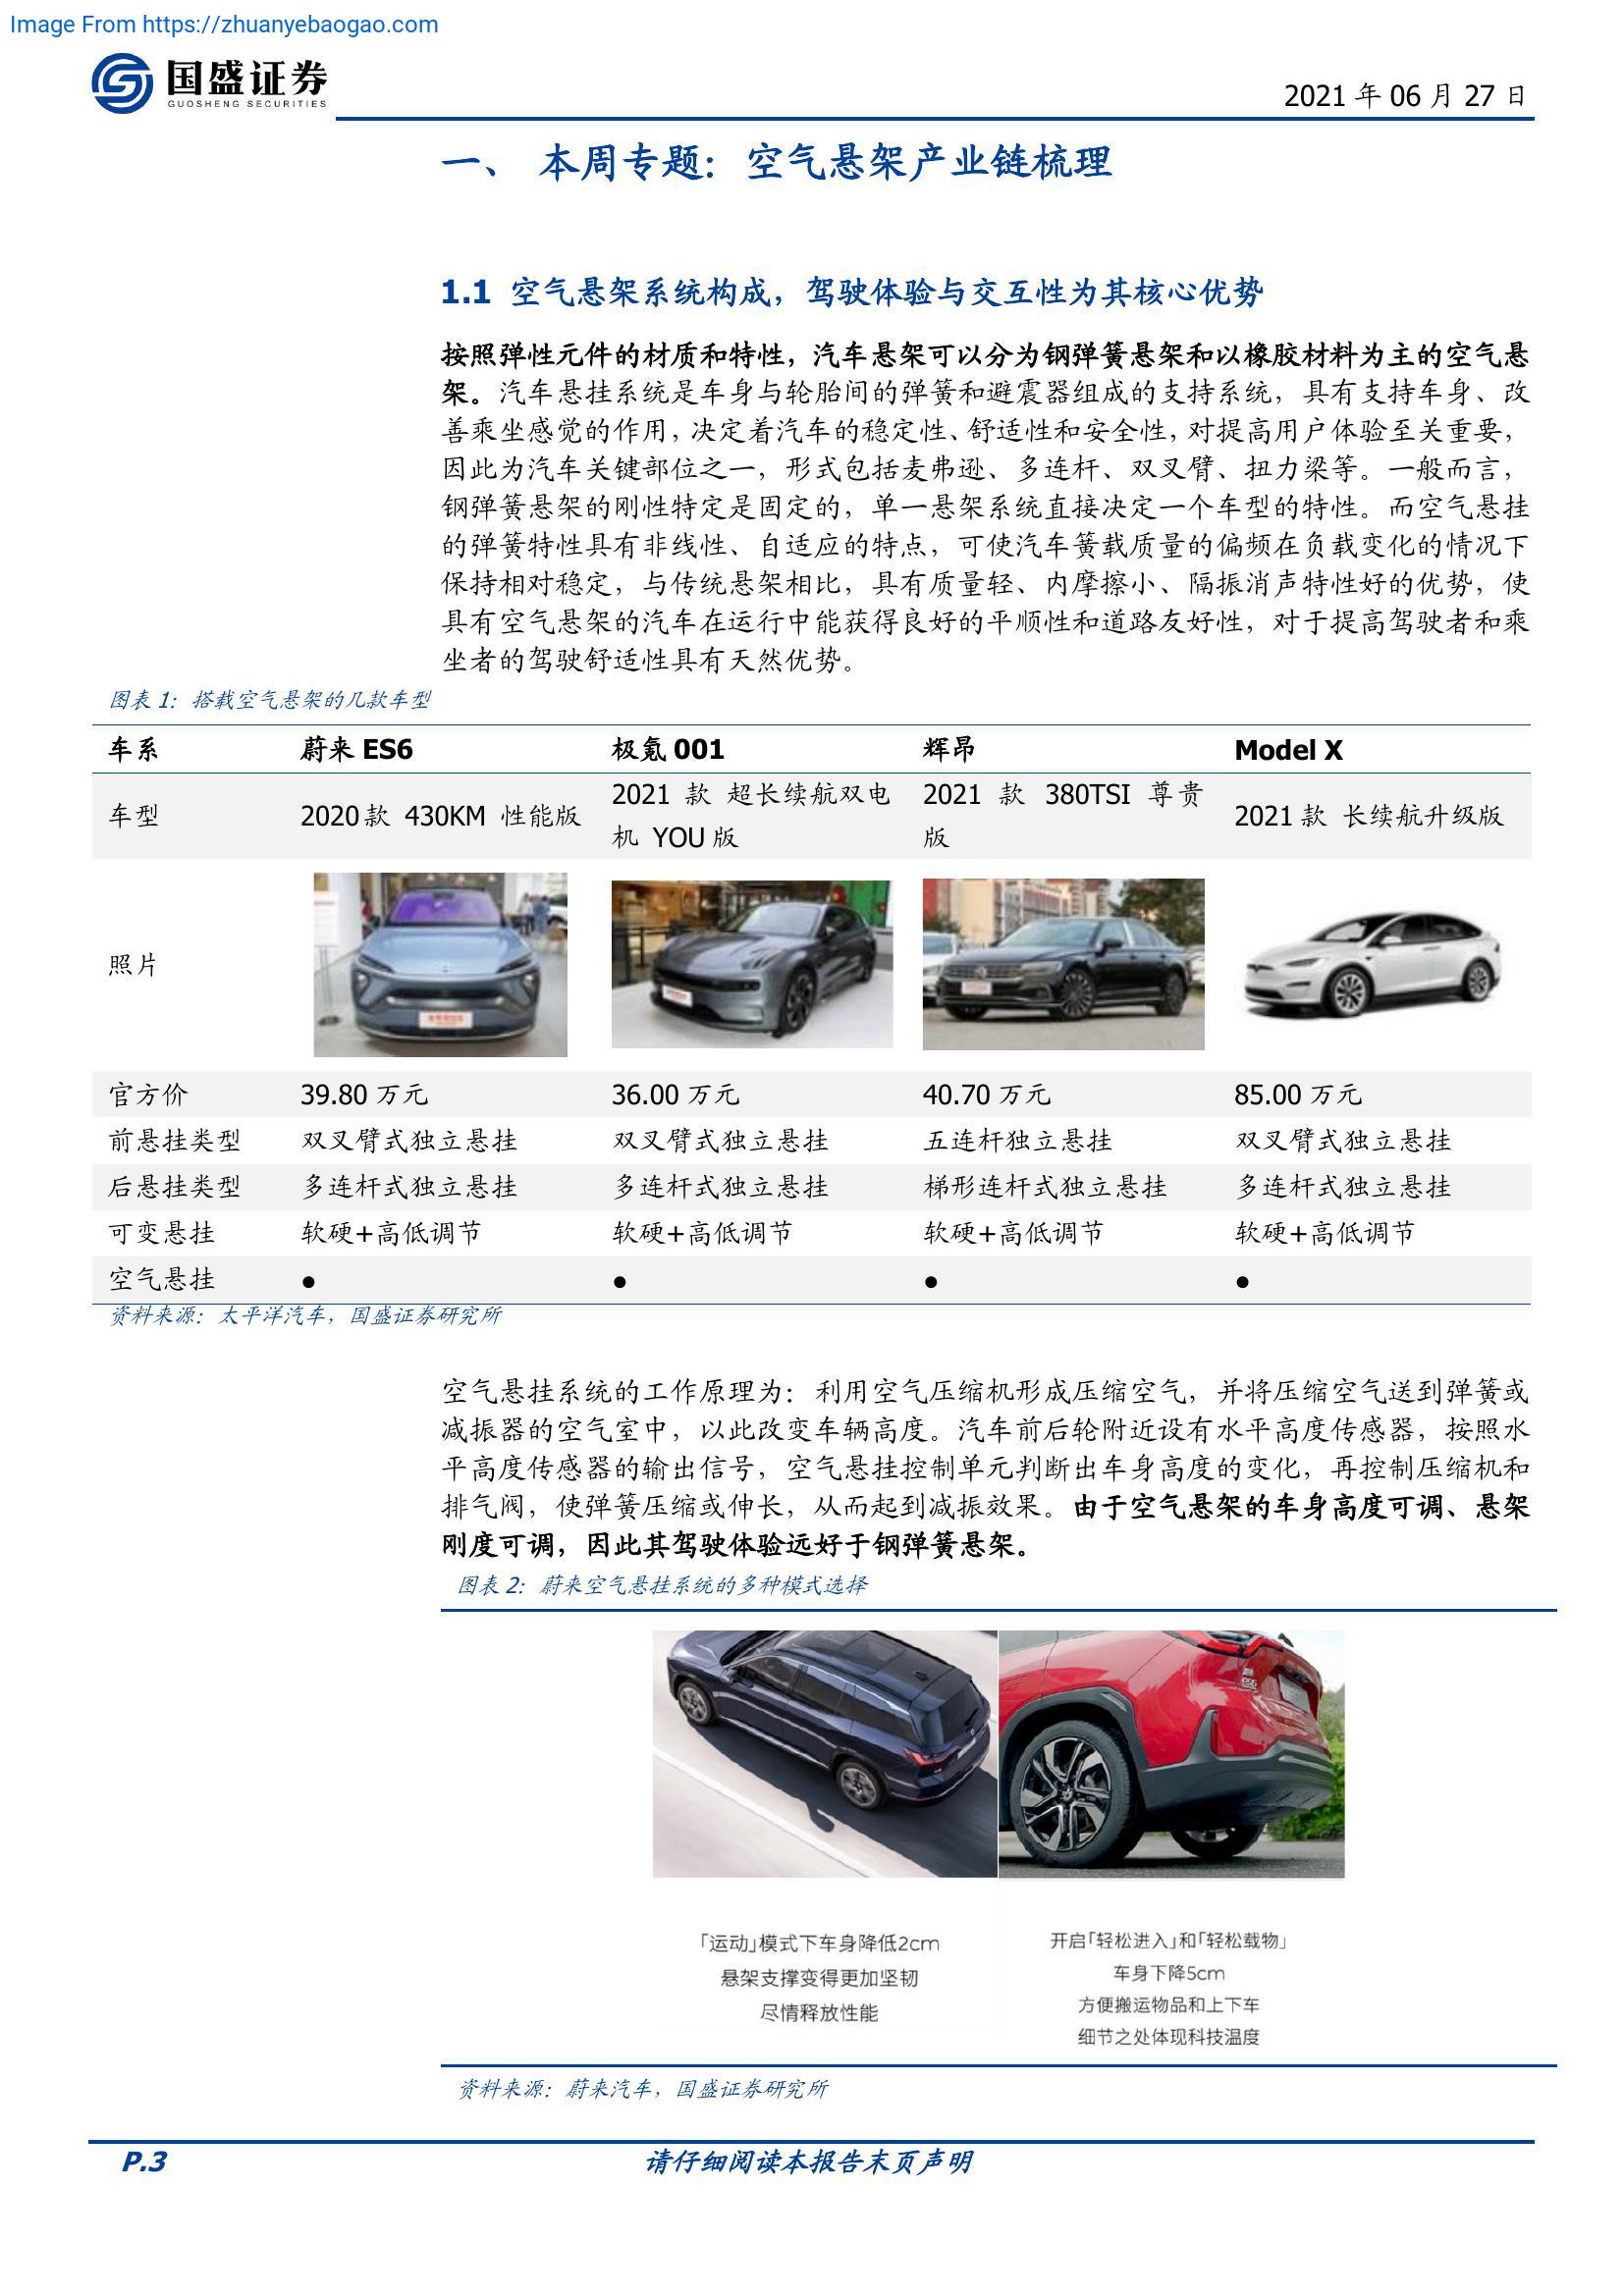 Image From https://zhuanyebaogao.com
国盛证券
GUOSHENG SECURITIES
2021 年 06 月 27 日
一、 本周专题：空气悬架产业链梳理
1.1 空气悬架系统构成，驾驶体验与交互性为其核心优势
按照弹性元件的材质和特性，汽车悬架可以分为钢弹簧悬架和以橡胶材料为主的空气悬
架。汽车悬挂系统是车身与轮胎间的弹簧和避震器组成的支持系统，具有支持车身、改
善乘坐感觉的作用，决定着汽车的稳定性、舒适性和安全性，对提高用户体验至关重要，
因此为汽车关键部位之一，形式包括麦弗逊、多连杆、双叉臂、扭力梁等。一般而言，
钢弹簧悬架的刚性特定是固定的，单一悬架系统直接决定一个车型的特性。而空气悬挂
的弹簧特性具有非线性、自适应的特点，可使汽车簧载质量的偏频在负载变化的情况下
保持相对稳定，与传统悬架相比，具有质量轻、内摩擦小、隔振消声特性好的优势，使
具有空气悬架的汽车在运行中能获得良好的平顺性和道路友好性，对于提高驾驶者和乘
坐者的驾驶舒适性具有天然优势。
图表 1：搭载空气悬架的几款车型
车系 蔚来 ES6 极氪 001 辉昂 Model X
车型 2020 款 430KM 性能版 2021 款 超长续航双电机 YOU 版 2021 款 380TSI 尊贵版 2021 款 长续航升级版
照片
官方价 39.80 万元 36.00 万元 40.70 万元 85.00 万元
前悬挂类型 双叉臂式独立悬挂 双叉臂式独立悬挂 五连杆独立悬挂 双叉臂式独立悬挂
后悬挂类型 多连杆式独立悬挂 多连杆式独立悬挂 梯形连杆式独立悬挂 多连杆式独立悬挂
可变悬挂 软硬+高低调节 软硬+高低调节 软硬+高低调节 软硬+高低调节
空气悬挂 ● ● ● ●
资料来源：太平洋汽车，国盛证券研究所
空气悬挂系统的工作原理为：利用空气压缩机形成压缩空气，并将压缩空气送到弹簧或
减振器的空气室中，以此改变车辆高度。汽车前后轮附近设有水平高度传感器，按照水
平高度传感器的输出信号，空气悬挂控制单元判断出车身高度的变化，再控制压缩机和
排气阀，使弹簧压缩或伸长，从而起到减振效果。由于空气悬架的车身高度可调、悬架
刚度可调，因此其驾驶体验远好于钢弹簧悬架。
图表 2：蔚来空气悬挂系统的多种模式选择
「运动」模式下车身降低2cm
悬架支撑变得更加坚韧
尽情释放性能
开启「轻松进入」和「轻松载物」
车身下降5cm
方便搬运物品和上下车
细节之处体现科技温度
资料来源：蔚来汽车，国盛证券研究所
P.3
请仔细阅读本报告末页声明